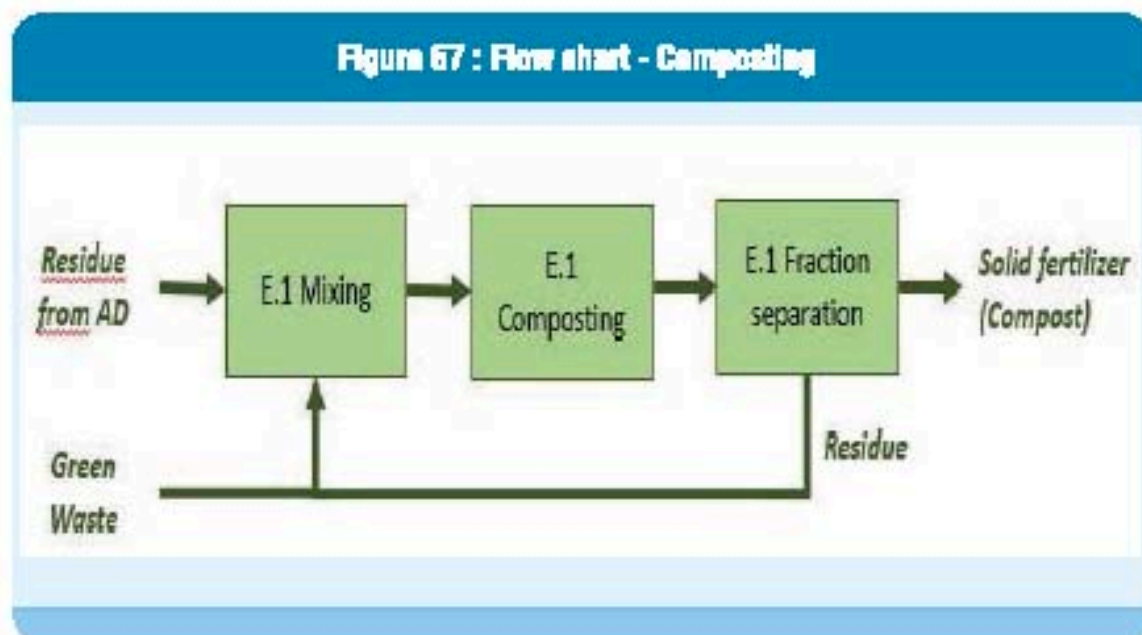 Figure 67 : Flow chart - Composting
Residue
from AD
E.1 Mixing
E.1
Composting
E.1 Fraction
separation
Solid fertilizer
(Compost)
Green
Waste
Residue